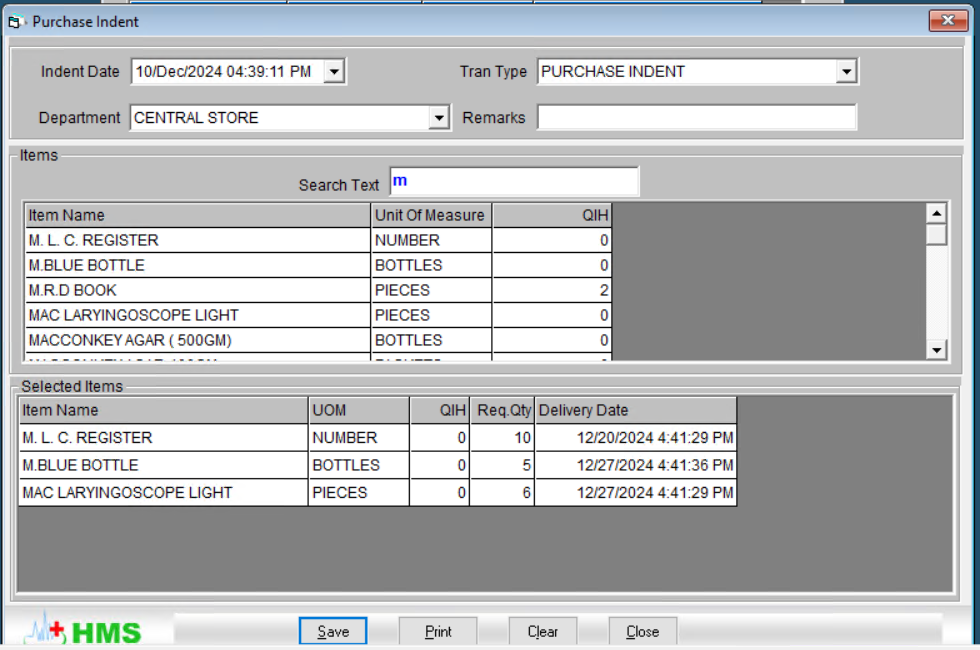 Purchase Indent
Indent Date 10/Dec/2024 04:39:11 PM Tran Type PURCHASE INDENT
Department CENTRAL STORE Remarks
Items
Search Text m
Item Name Unit Of Measure QIH
M. L. C. REGISTER NUMBER 0
M.BLUE BOTTLE BOTTLES 0
M.R.D BOOK PIECES 2
MAC LARYINGOSCOPE LIGHT PIECES 0
MACCONKEY AGAR ( 500GM) BOTTLES 0
Selected Items
Item Name UOM QIH Req.Qty Delivery Date
M. L. C. REGISTER NUMBER 0 10 12/20/2024 4:41:29 PM
M.BLUE BOTTLE BOTTLES 0 5 12/27/2024 4:41:36 PM
MAC LARYINGOSCOPE LIGHT PIECES 0 6 12/27/2024 4:41:29 PM
HMS Save Print Clear Close